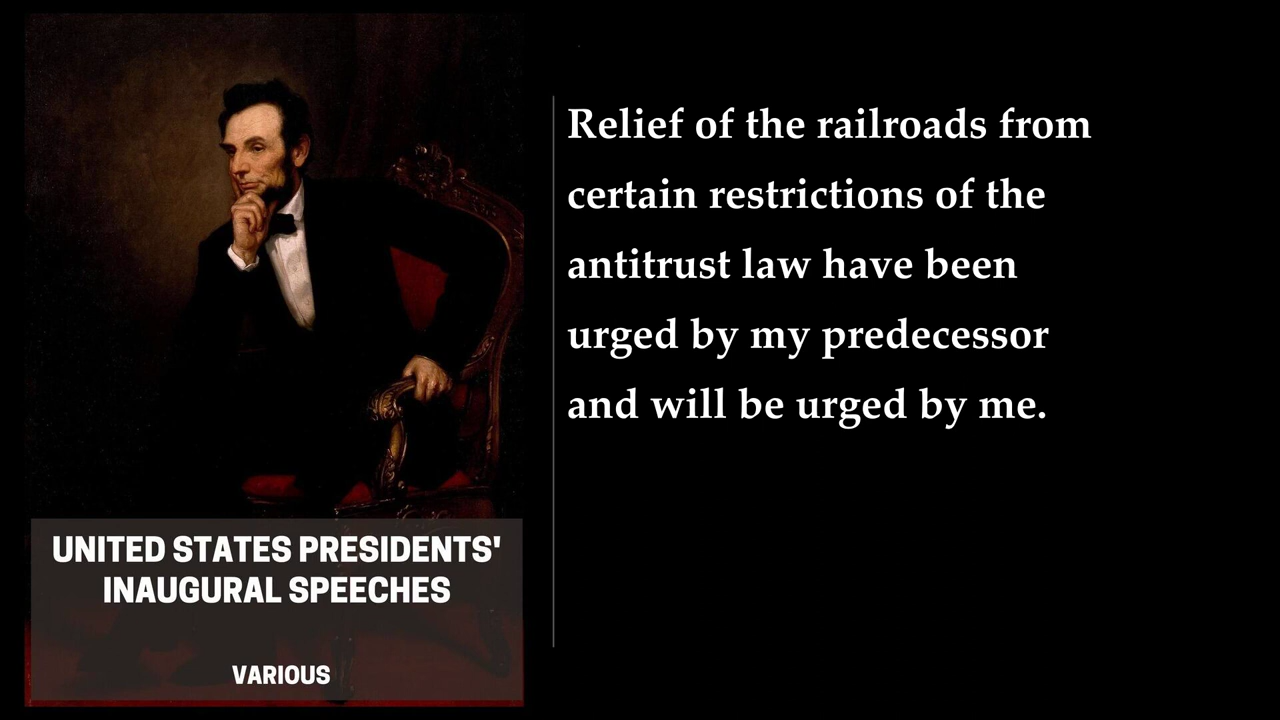 Relief of the railroads from
certain restrictions of the
antitrust law have been
urged by my predecessor
and will be urged by me.
UNITED STATES PRESIDENTS'
INAUGURAL SPEECHES
VARIOUS